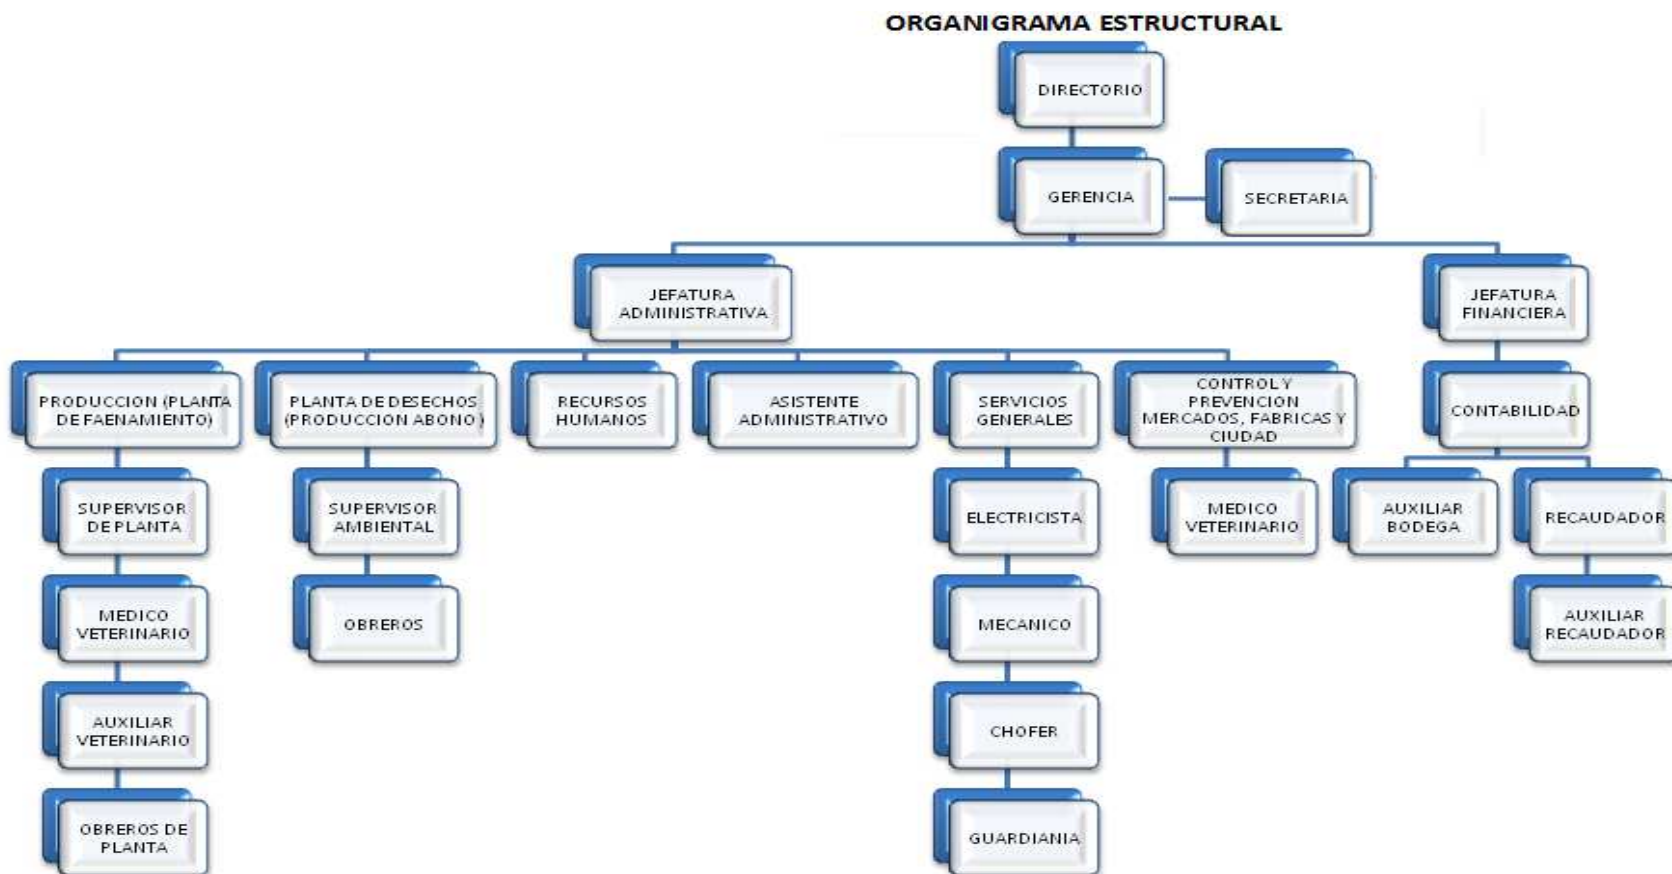 ORGANIGRAMA ESTRUCTURAL
DIRECTORIO
GERENCIA
SECRETARIA
JEFATURA
ADMINISTRATIVA
JEFATURA
FINANCIERA
PRODUCCION (PLANTA
DE FAENAMIENTO)
PLANTA DE DESECHOS
(PRODUCCION ABONO)
RECURSOS
HUMANOS
ASISTENTE
ADMINISTRATIVO
SERVICIOS
GENERALES
CONTROL Y
PREVENCION
MERCADOS, FABRICAS Y
CIUDAD
CONTABILIDAD
SUPERVISOR
DE PLANTA
SUPERVISOR
AMBIENTAL
ELECTRICISTA
MEDICO
VETERINARIO
AUXILIAR
BODEGA
RECAUDADOR
MEDICO
VETERINARIO
OBREROS
MECANICO
AUXILIAR
RECAUDADOR
AUXILIAR
VETERINARIO
CHOFER
OBREROS DE
PLANTA
GUARDIANIA